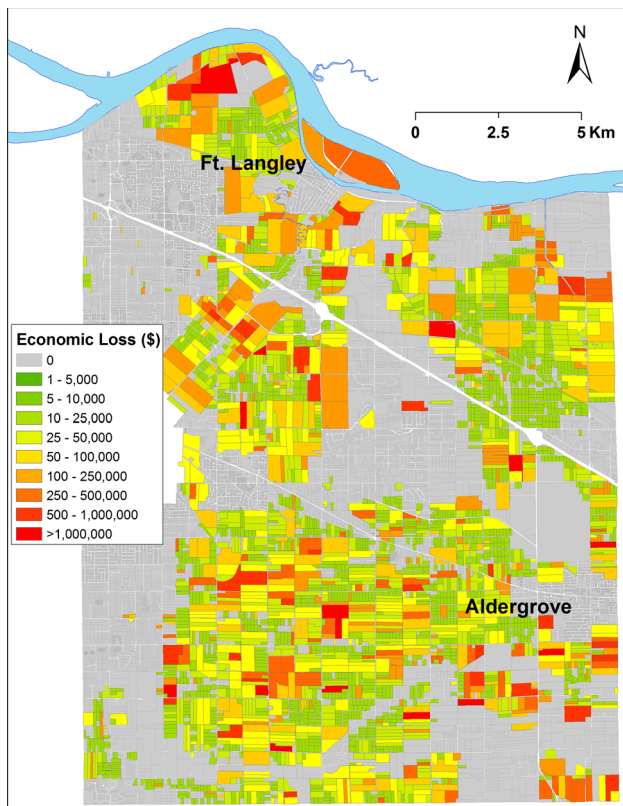 N
0 2.5 5 Km
Ft. Langley
Economic Loss ($)
0
1 - 5,000
5 - 10,000
10 - 25,000
25 - 50,000
50 - 100,000
100 - 250,000
250 - 500,000
500 - 1,000,000
>1,000,000
Aldergrove